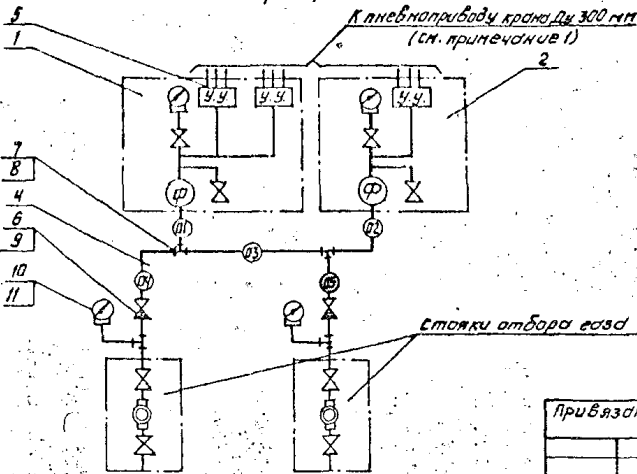 К пневмоприводу крана Ду 300 мм
(см. примечание 1)
5
1
2
У.У.
У.У.
У.У.
Ф
Ф
01
02
7
8
03
4
04
05
6
9
10
11
Стояки отбора газа
Привяза